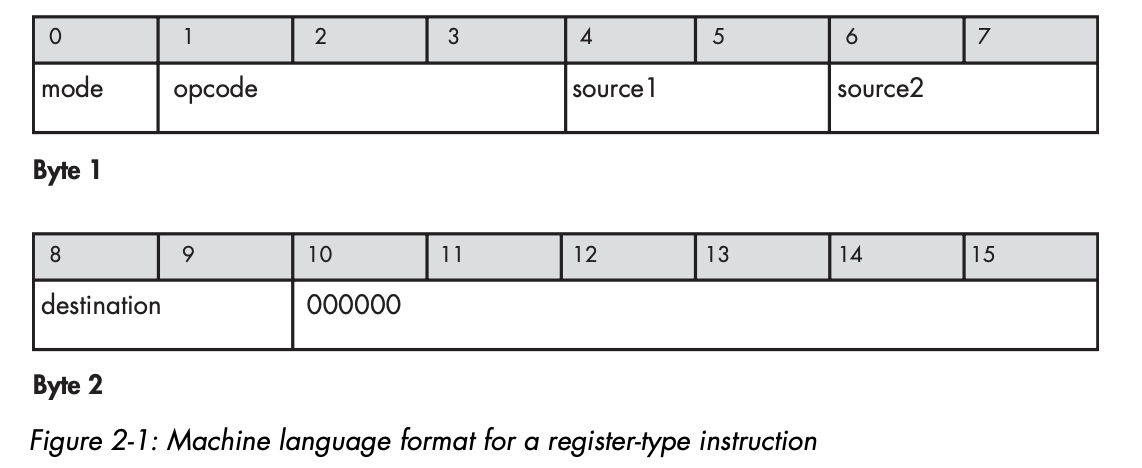 0 1 2 3 4 5 6 7
mode opcode source1 source2
Byte 1
8 9 10 11 12 13 14 15
destination 000000
Byte 2
Figure 2-1: Machine language format for a register-type instruction